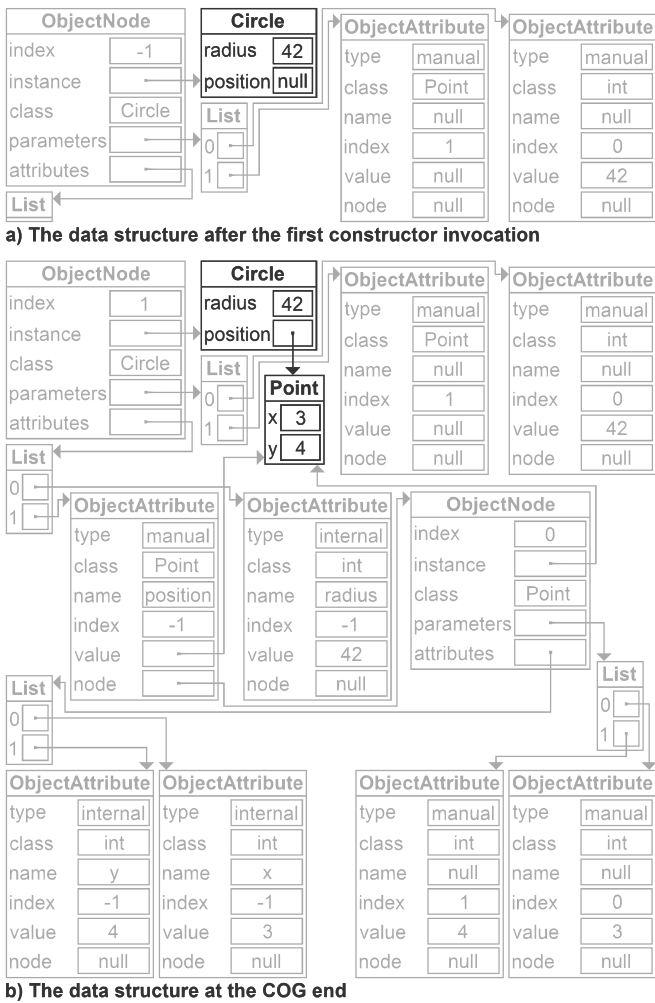 ObjectNode
index -1
instance
class Circle
parameters
attributes
List
Circle
radius 42
position null
List
0
1
ObjectAttribute
type manual
class Point
name null
index 1
value null
node null
ObjectAttribute
type manual
class int
name null
index 0
value 42
node null
a) The data structure after the first constructor invocation
ObjectNode
index 1
instance
class Circle
parameters
attributes
Circle
radius 42
position
List
0
1
Point
x 3
y 4
ObjectAttribute
type manual
class Point
name null
index 1
value null
node null
ObjectAttribute
type manual
class int
name null
index 0
value 42
node null
List
0
1
ObjectAttribute
type manual
class Point
name position
index -1
value
node
ObjectAttribute
type internal
class int
name radius
index -1
value 42
node null
ObjectNode
index 0
instance
class Point
parameters
attributes
List
0
1
List
0
1
ObjectAttribute
type internal
class int
name y
index -1
value 4
node null
ObjectAttribute
type internal
class int
name x
index -1
value 3
node null
ObjectAttribute
type manual
class int
name null
index 1
value 4
node null
ObjectAttribute
type manual
class int
name null
index 0
value 3
node null
b) The data structure at the COG end